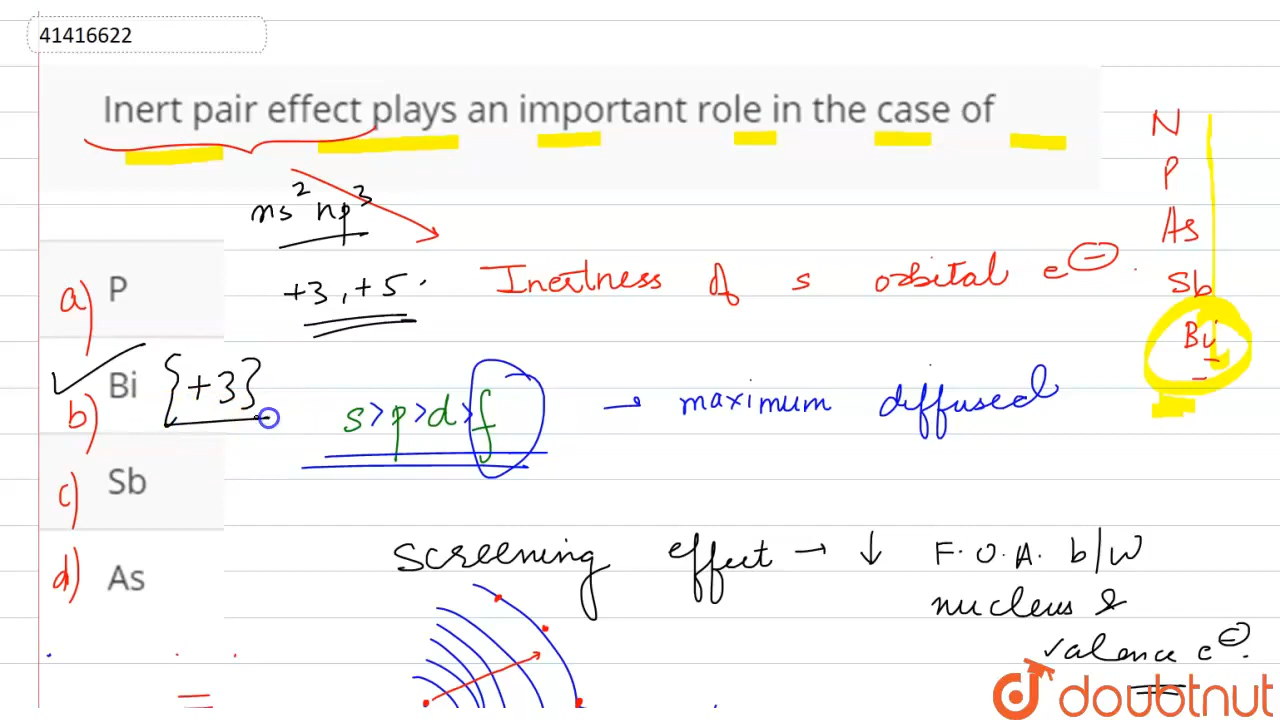 41416622
Inert pair effect plays an important role in the case of
N
P
As
Sb
Bi
ns² np³
+3, +5.
Inertness of s orbital e⊖.
a) P
b) Bi {+3}
s>p>d>f → maximum diffused
c) Sb
d) As
screening effect → ↓ F.O.A. b/w
nucleus &
valence e⊖.
doubtnut